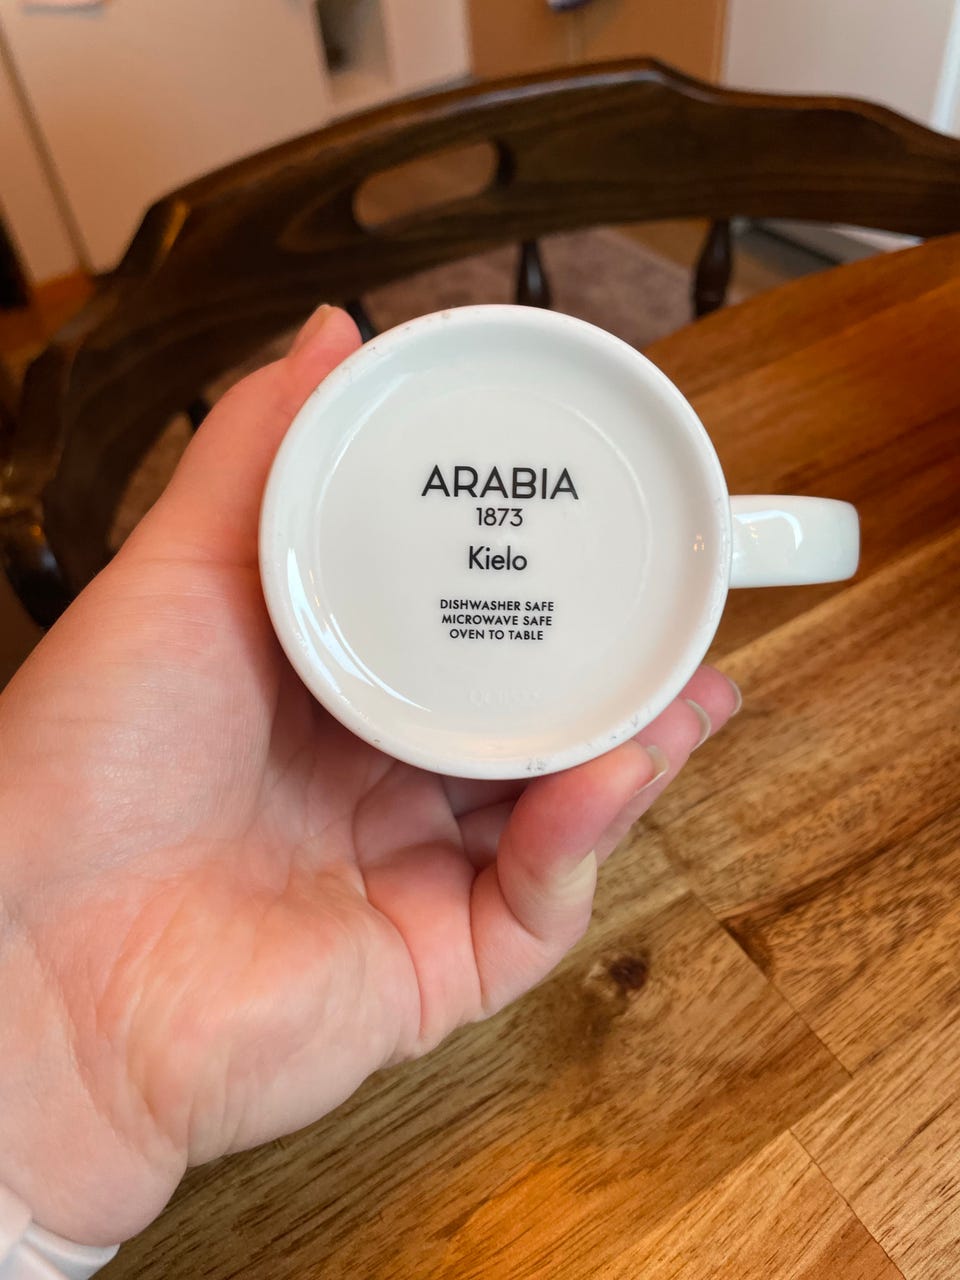 ARABIA
1873
Kielo
DISHWASHER SAFE
MICROWAVE SAFE
OVEN TO TABLE